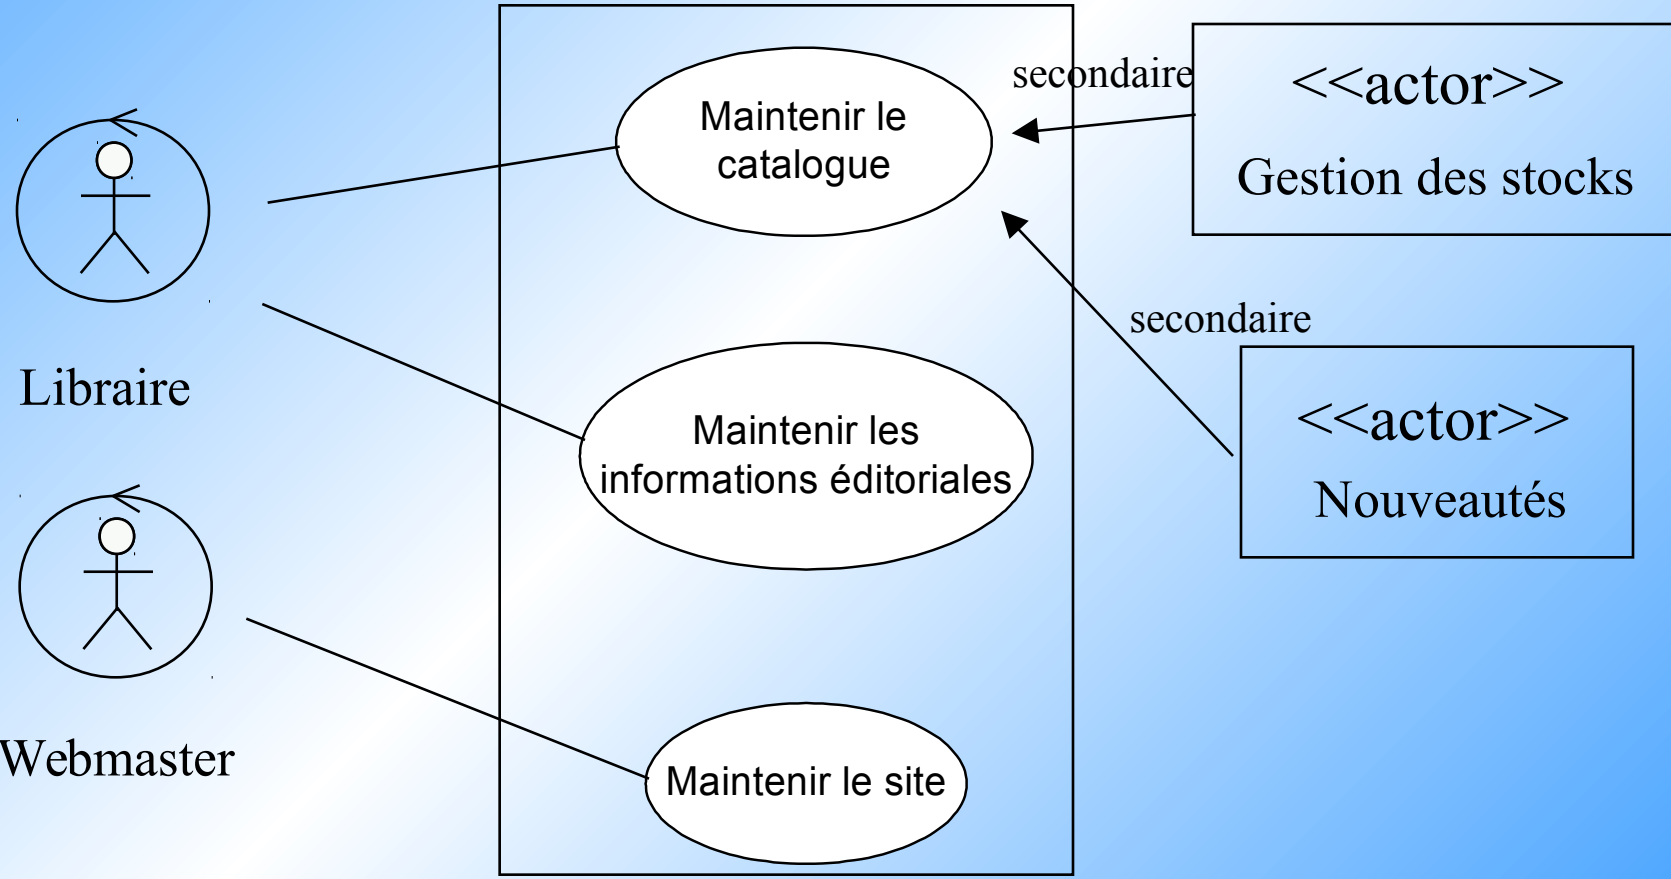 secondaire
<<actor>>
Gestion des stocks
Maintenir le
catalogue
secondaire
Libraire
<<actor>>
Nouveautés
Maintenir les
informations éditoriales
Webmaster
Maintenir le site